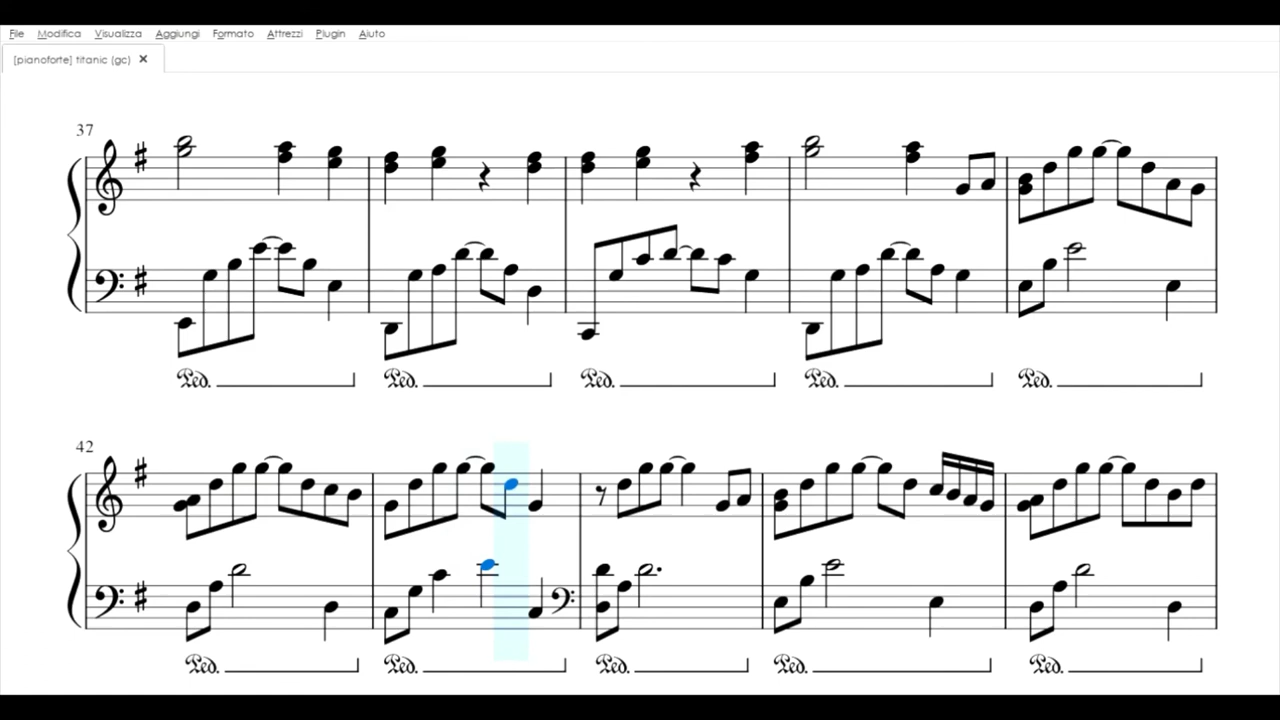 File Modifica Visualizza Aggiungi Formato Attrezzi Plugin Aiuto
[pianoforte] titanic (gc) ✕
37
Ped. Ped. Ped. Ped. Ped.
42
Ped. Ped. Ped. Ped. Ped.